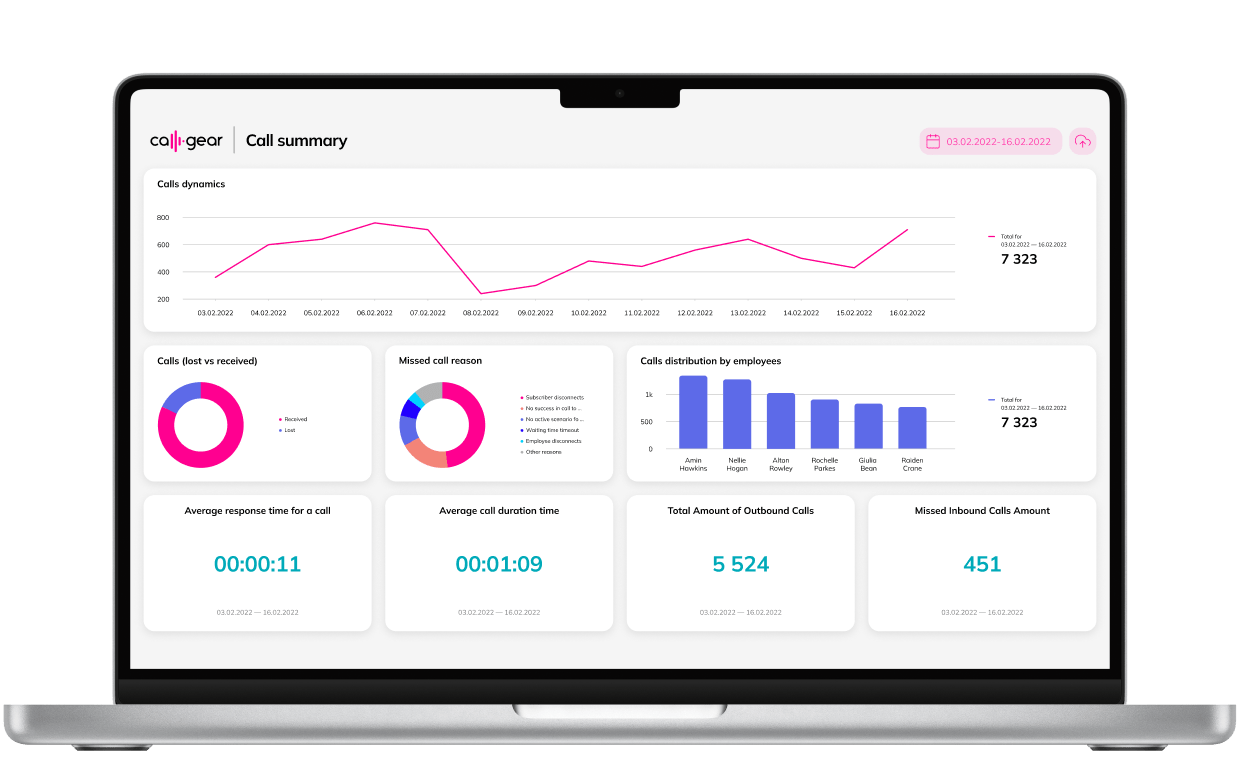 call gear
Call summary
03.02.2022-16.02.2022
Calls dynamics
800
600
400
200
03.02.2022 04.02.2022 05.02.2022 06.02.2022 07.02.2022 08.02.2022 09.02.2022 10.02.2022 11.02.2022 12.02.2022 13.02.2022 14.02.2022 15.02.2022 16.02.2022
Total for
03.02.2022 — 16.02.2022
7 323
Calls (lost vs received)
Received
Lost
Missed call reason
Subscriber disconnects
No success in call to ...
No active scenario fo ...
Waiting time timeout
Employee disconnects
Other reasons
Calls distribution by employees
1k
500
0
Amin
Hawkins
Nellie
Hogan
Altan
Rowley
Rochelle
Parkes
Giulia
Bean
Raiden
Crane
Total for
03.02.2022 — 16.02.2022
7 323
Average response time for a call
00:00:11
03.02.2022 — 16.02.2022
Average call duration time
00:01:09
03.02.2022 — 16.02.2022
Total Amount of Outbound Calls
5 524
03.02.2022 — 16.02.2022
Missed Inbound Calls Amount
451
03.02.2022 — 16.02.2022